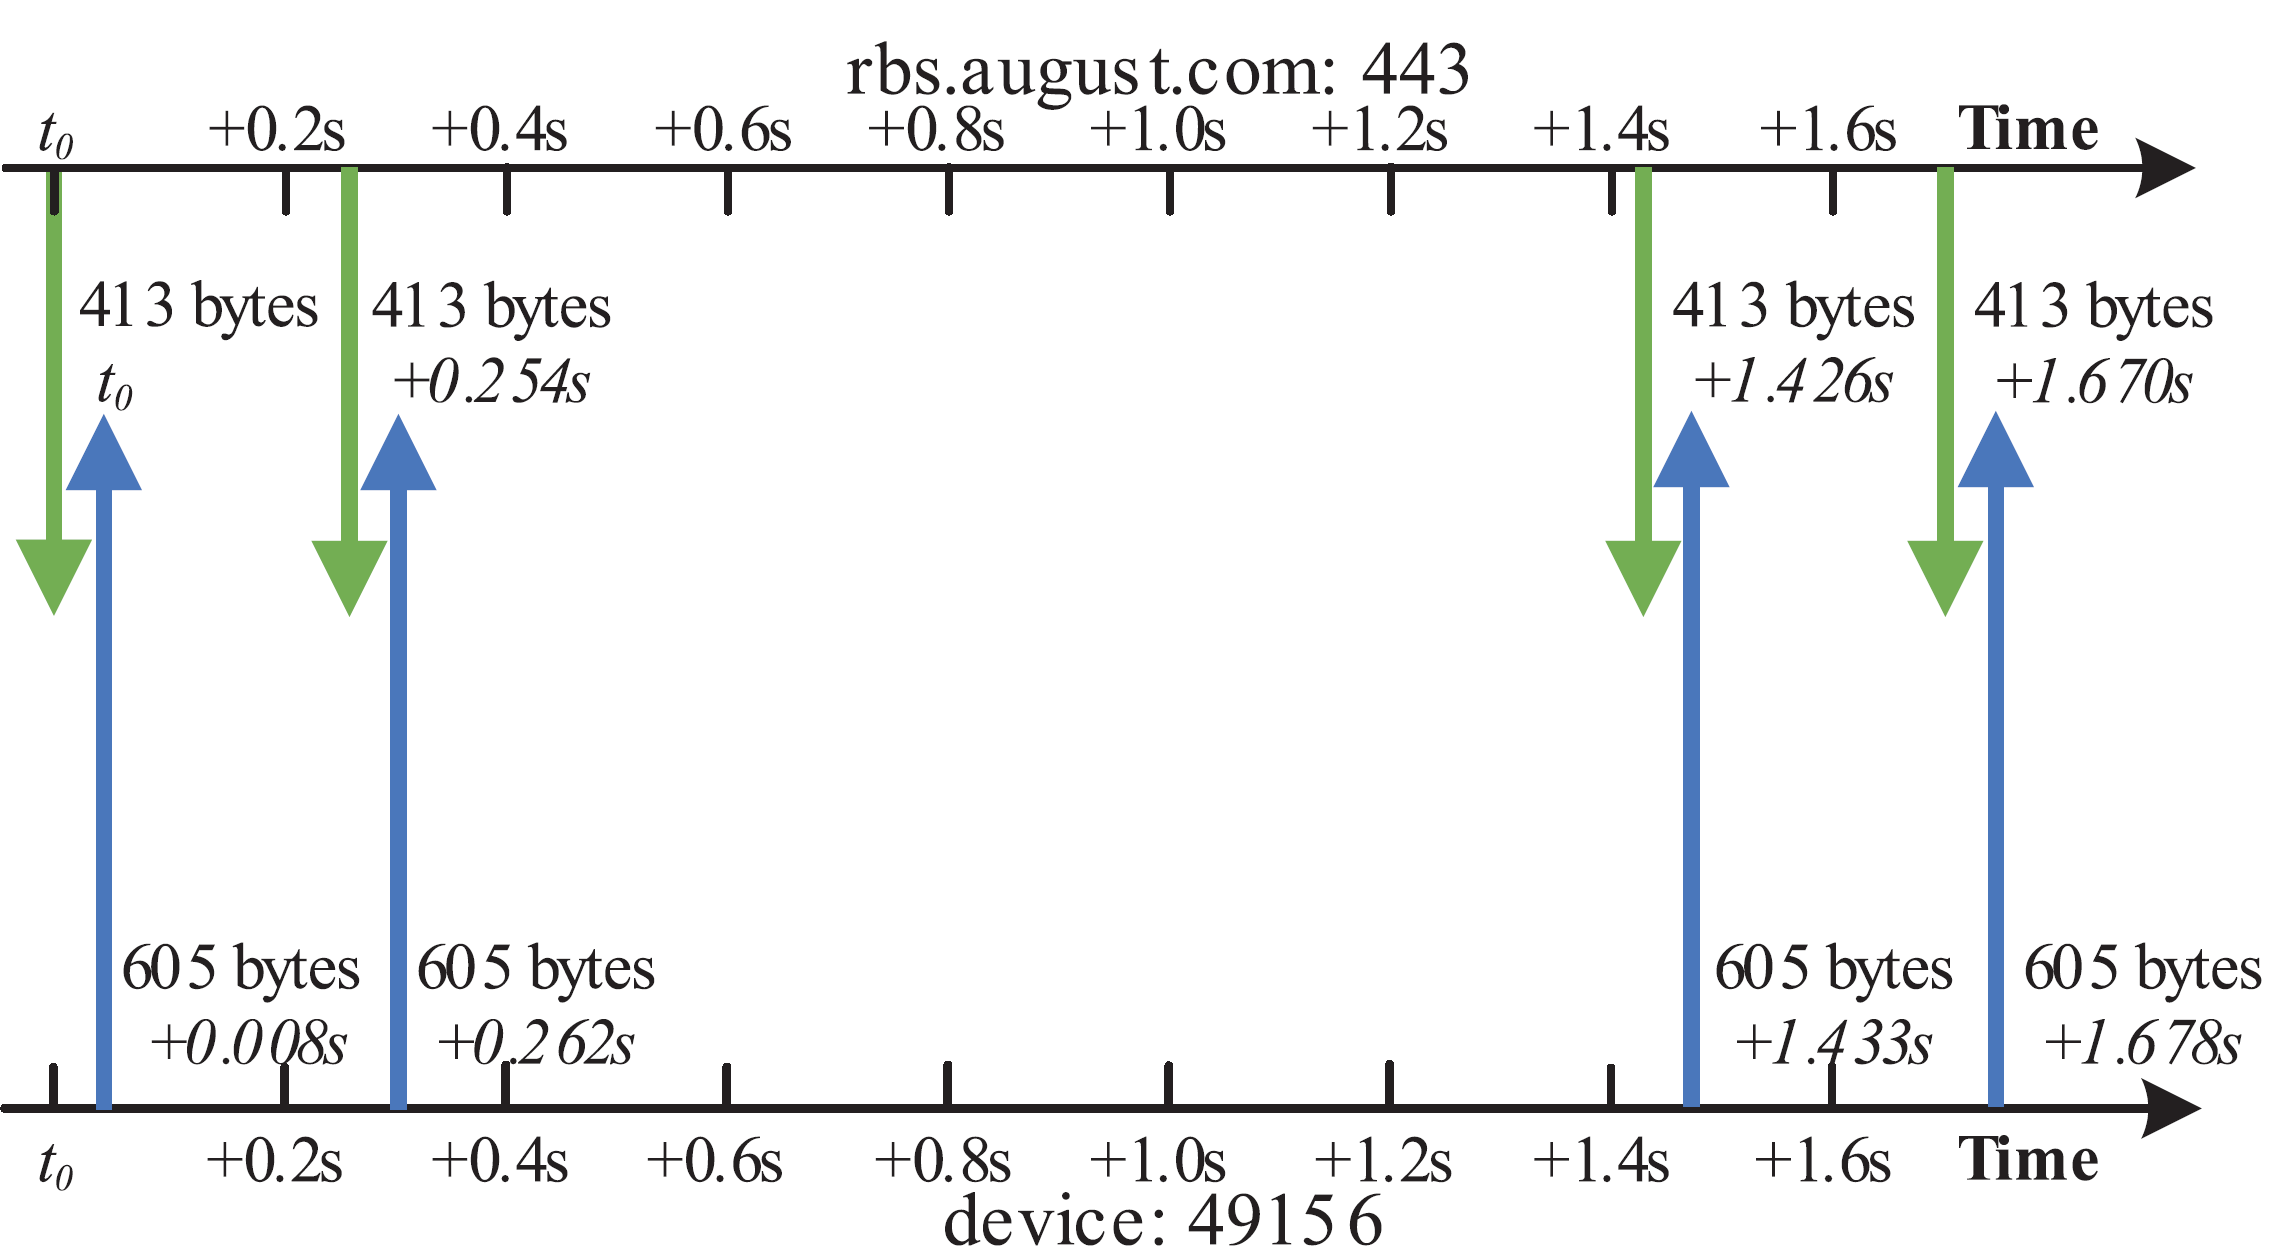 rbs.august.com: 443
t0 +0.2s +0.4s +0.6s +0.8s +1.0s +1.2s +1.4s +1.6s Time
413 bytes 413 bytes 413 bytes 413 bytes
t0 +0.254s +1.426s +1.670s
605 bytes 605 bytes 605 bytes 605 bytes
+0.008s +0.262s +1.433s +1.678s
t0 +0.2s +0.4s +0.6s +0.8s +1.0s +1.2s +1.4s +1.6s Time
device: 49156